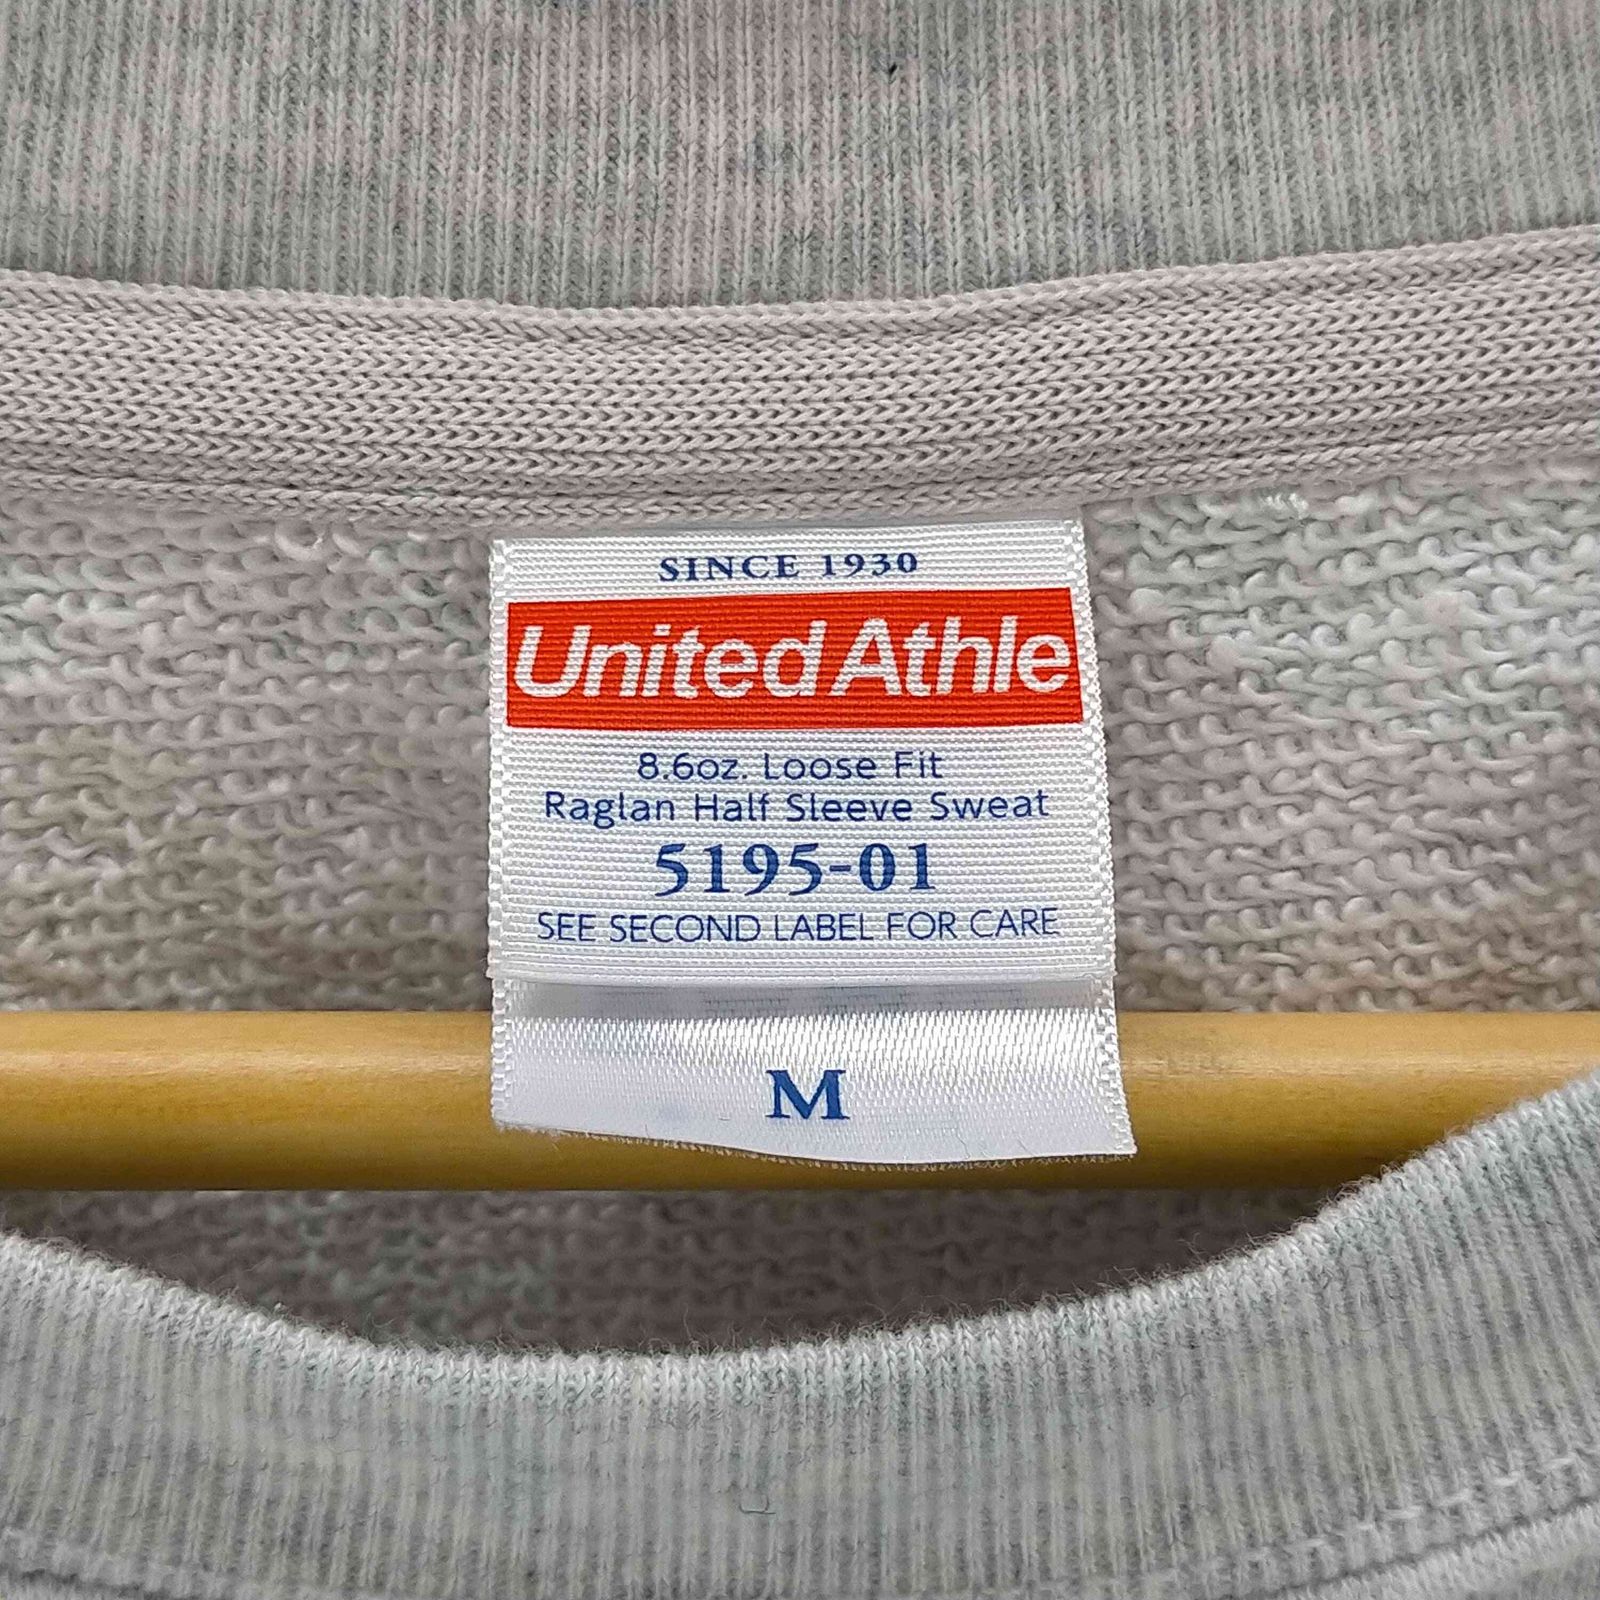 SINCE 1930
United Athle
8.6oz. Loose Fit
Raglan Half Sleeve Sweat
5195-01
SEE SECOND LABEL FOR CARE
M